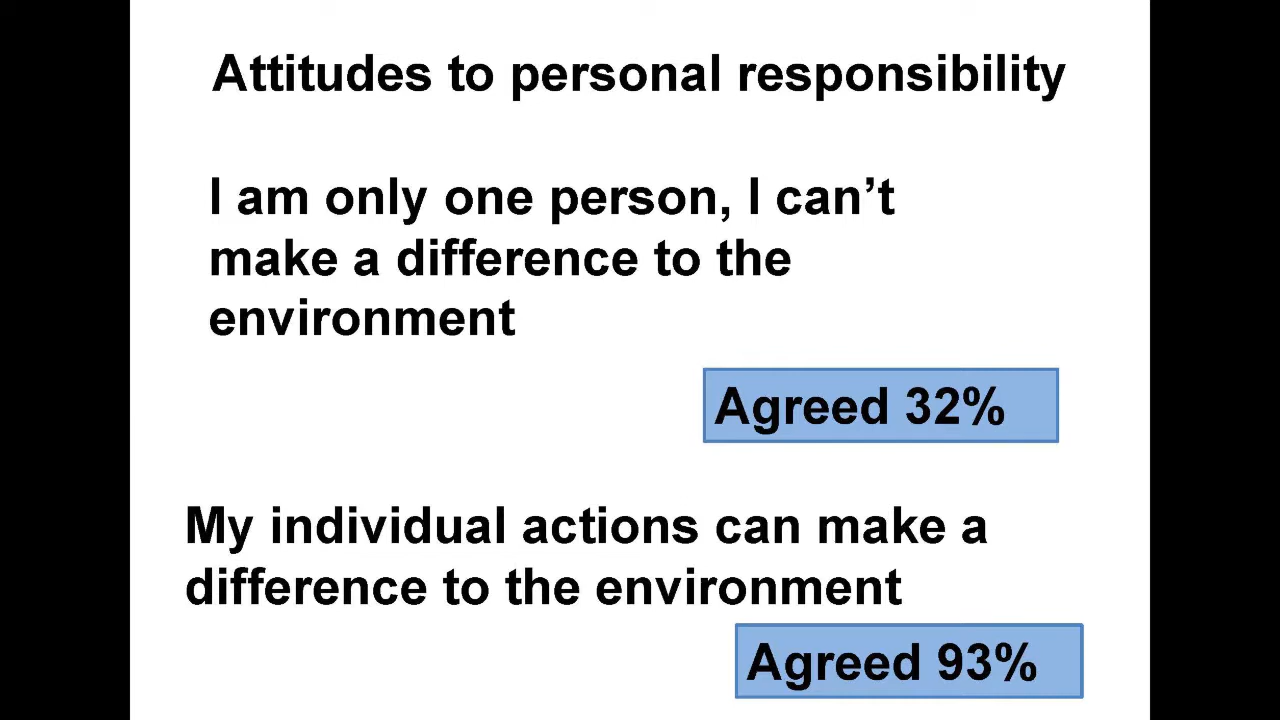 Attitudes to personal responsibility
I am only one person, I can’t
make a difference to the
environment
Agreed 32%
My individual actions can make a
difference to the environment
Agreed 93%